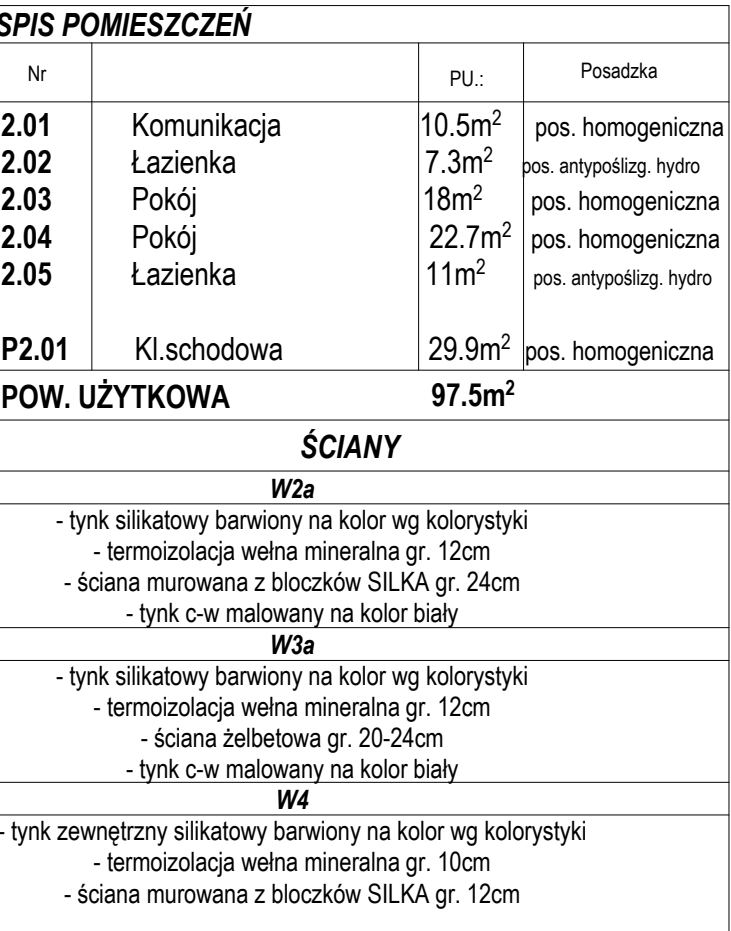 SPIS POMIESZCZEŃ
Nr PU.: Posadzka
2.01 Komunikacja 10.5m² pos. homogeniczna
2.02 Łazienka 7.3m² pos. antypoślizg. hydro
2.03 Pokój 18m² pos. homogeniczna
2.04 Pokój 22.7m² pos. homogeniczna
2.05 Łazienka 11m² pos. antypoślizg. hydro
P2.01 Kl.schodowa 29.9m² pos. homogeniczna
POW. UŻYTKOWA 97.5m²
ŚCIANY
W2a
- tynk silikatowy barwiony na kolor wg kolorystyki
- termoizolacja wełna mineralna gr. 12cm
- ściana murowana z bloczków SILKA gr. 24cm
- tynk c-w malowany na kolor biały
W3a
- tynk silikatowy barwiony na kolor wg kolorystyki
- termoizolacja wełna mineralna gr. 12cm
- ściana żelbetowa gr. 20-24cm
- tynk c-w malowany na kolor biały
W4
- tynk zewnętrzny silikatowy barwiony na kolor wg kolorystyki
- termoizolacja wełna mineralna gr. 10cm
- ściana murowana z bloczków SILKA gr. 12cm